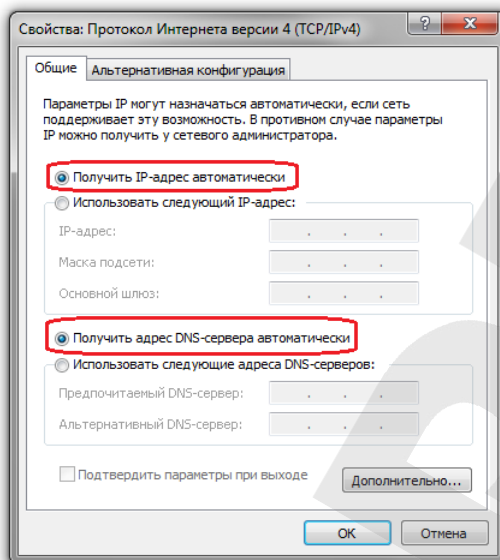 Свойства: Протокол Интернета версии 4 (TCP/IPv4)
Общие
Альтернативная конфигурация
Параметры IP могут назначаться автоматически, если сеть
поддерживает эту возможность. В противном случае параметры
IP можно получить у сетевого администратора.
Получить IP-адрес автоматически
Использовать следующий IP-адрес:
IP-адрес:
Маска подсети:
Основной шлюз:
Получить адрес DNS-сервера автоматически
Использовать следующие адреса DNS-серверов:
Предпочитаемый DNS-сервер:
Альтернативный DNS-сервер:
Подтвердить параметры при выходе
Дополнительно...
ОК
Отмена